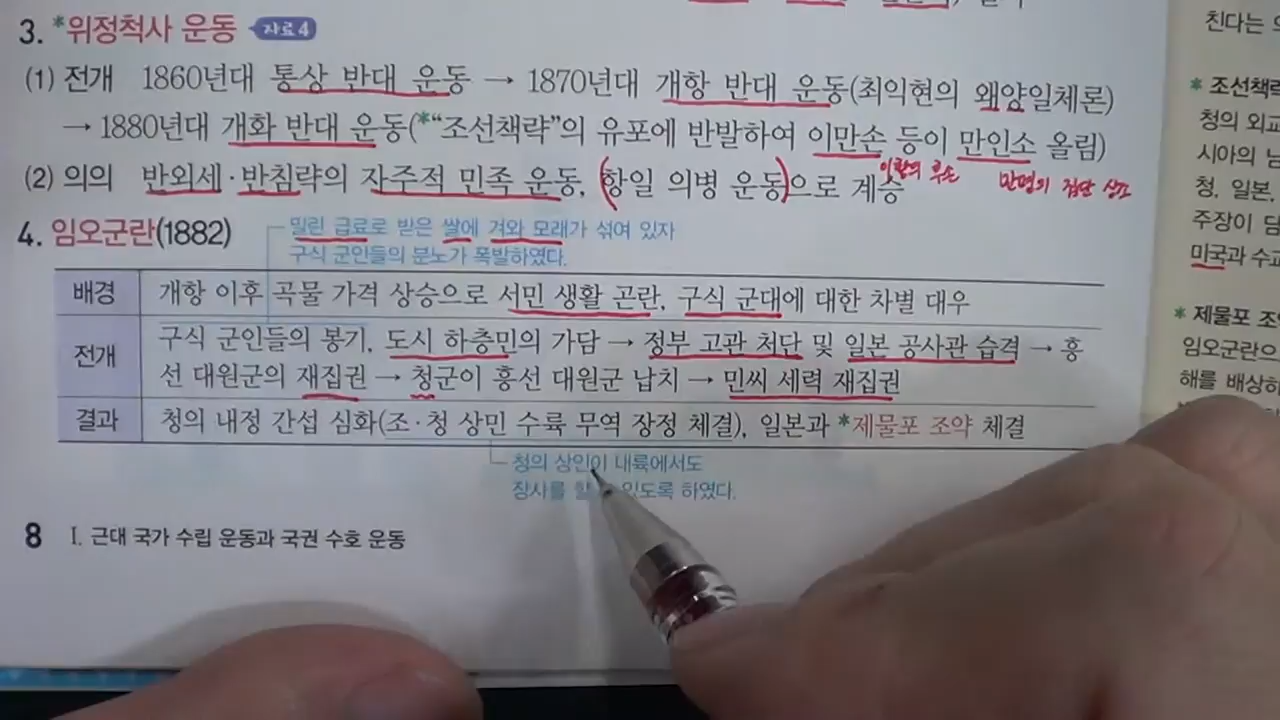 3. *위정척사 운동 자료4
(1) 전개 1860년대 통상 반대 운동 → 1870년대 개항 반대 운동(최익현의 왜양일체론)
→ 1880년대 개화 반대 운동(*“조선책략”의 유포에 반발하여 이만손 등이 만인소 올림)
(2) 의의 반외세·반침략의 자주적 민족 운동, (항일 의병 운동)으로 계승
만명의 집단 상소
4. 임오군란(1882)
밀린 급료로 받은 쌀에 겨와 모래가 섞여 있자
구식 군인들의 분노가 폭발하였다.
배경 개항 이후 곡물 가격 상승으로 서민 생활 곤란, 구식 군대에 대한 차별 대우
전개 구식 군인들의 봉기, 도시 하층민의 가담 → 정부 고관 처단 및 일본 공사관 습격 → 흥
선 대원군의 재집권 → 청군이 흥선 대원군 납치 → 민씨 세력 재집권
결과 청의 내정 간섭 심화(조·청 상민 수륙 무역 장정 체결), 일본과 *제물포 조약 체결
청의 상인이 내륙에서도
장사를 할 있도록 하였다.
8 Ⅰ. 근대 국가 수립 운동과 국권 수호 운동
친다는
* 조선책략
청의 외교
시아의 남
청, 일본,
주장이 담
미국과 수교
* 제물포 조
임오군란으
해를 배상하